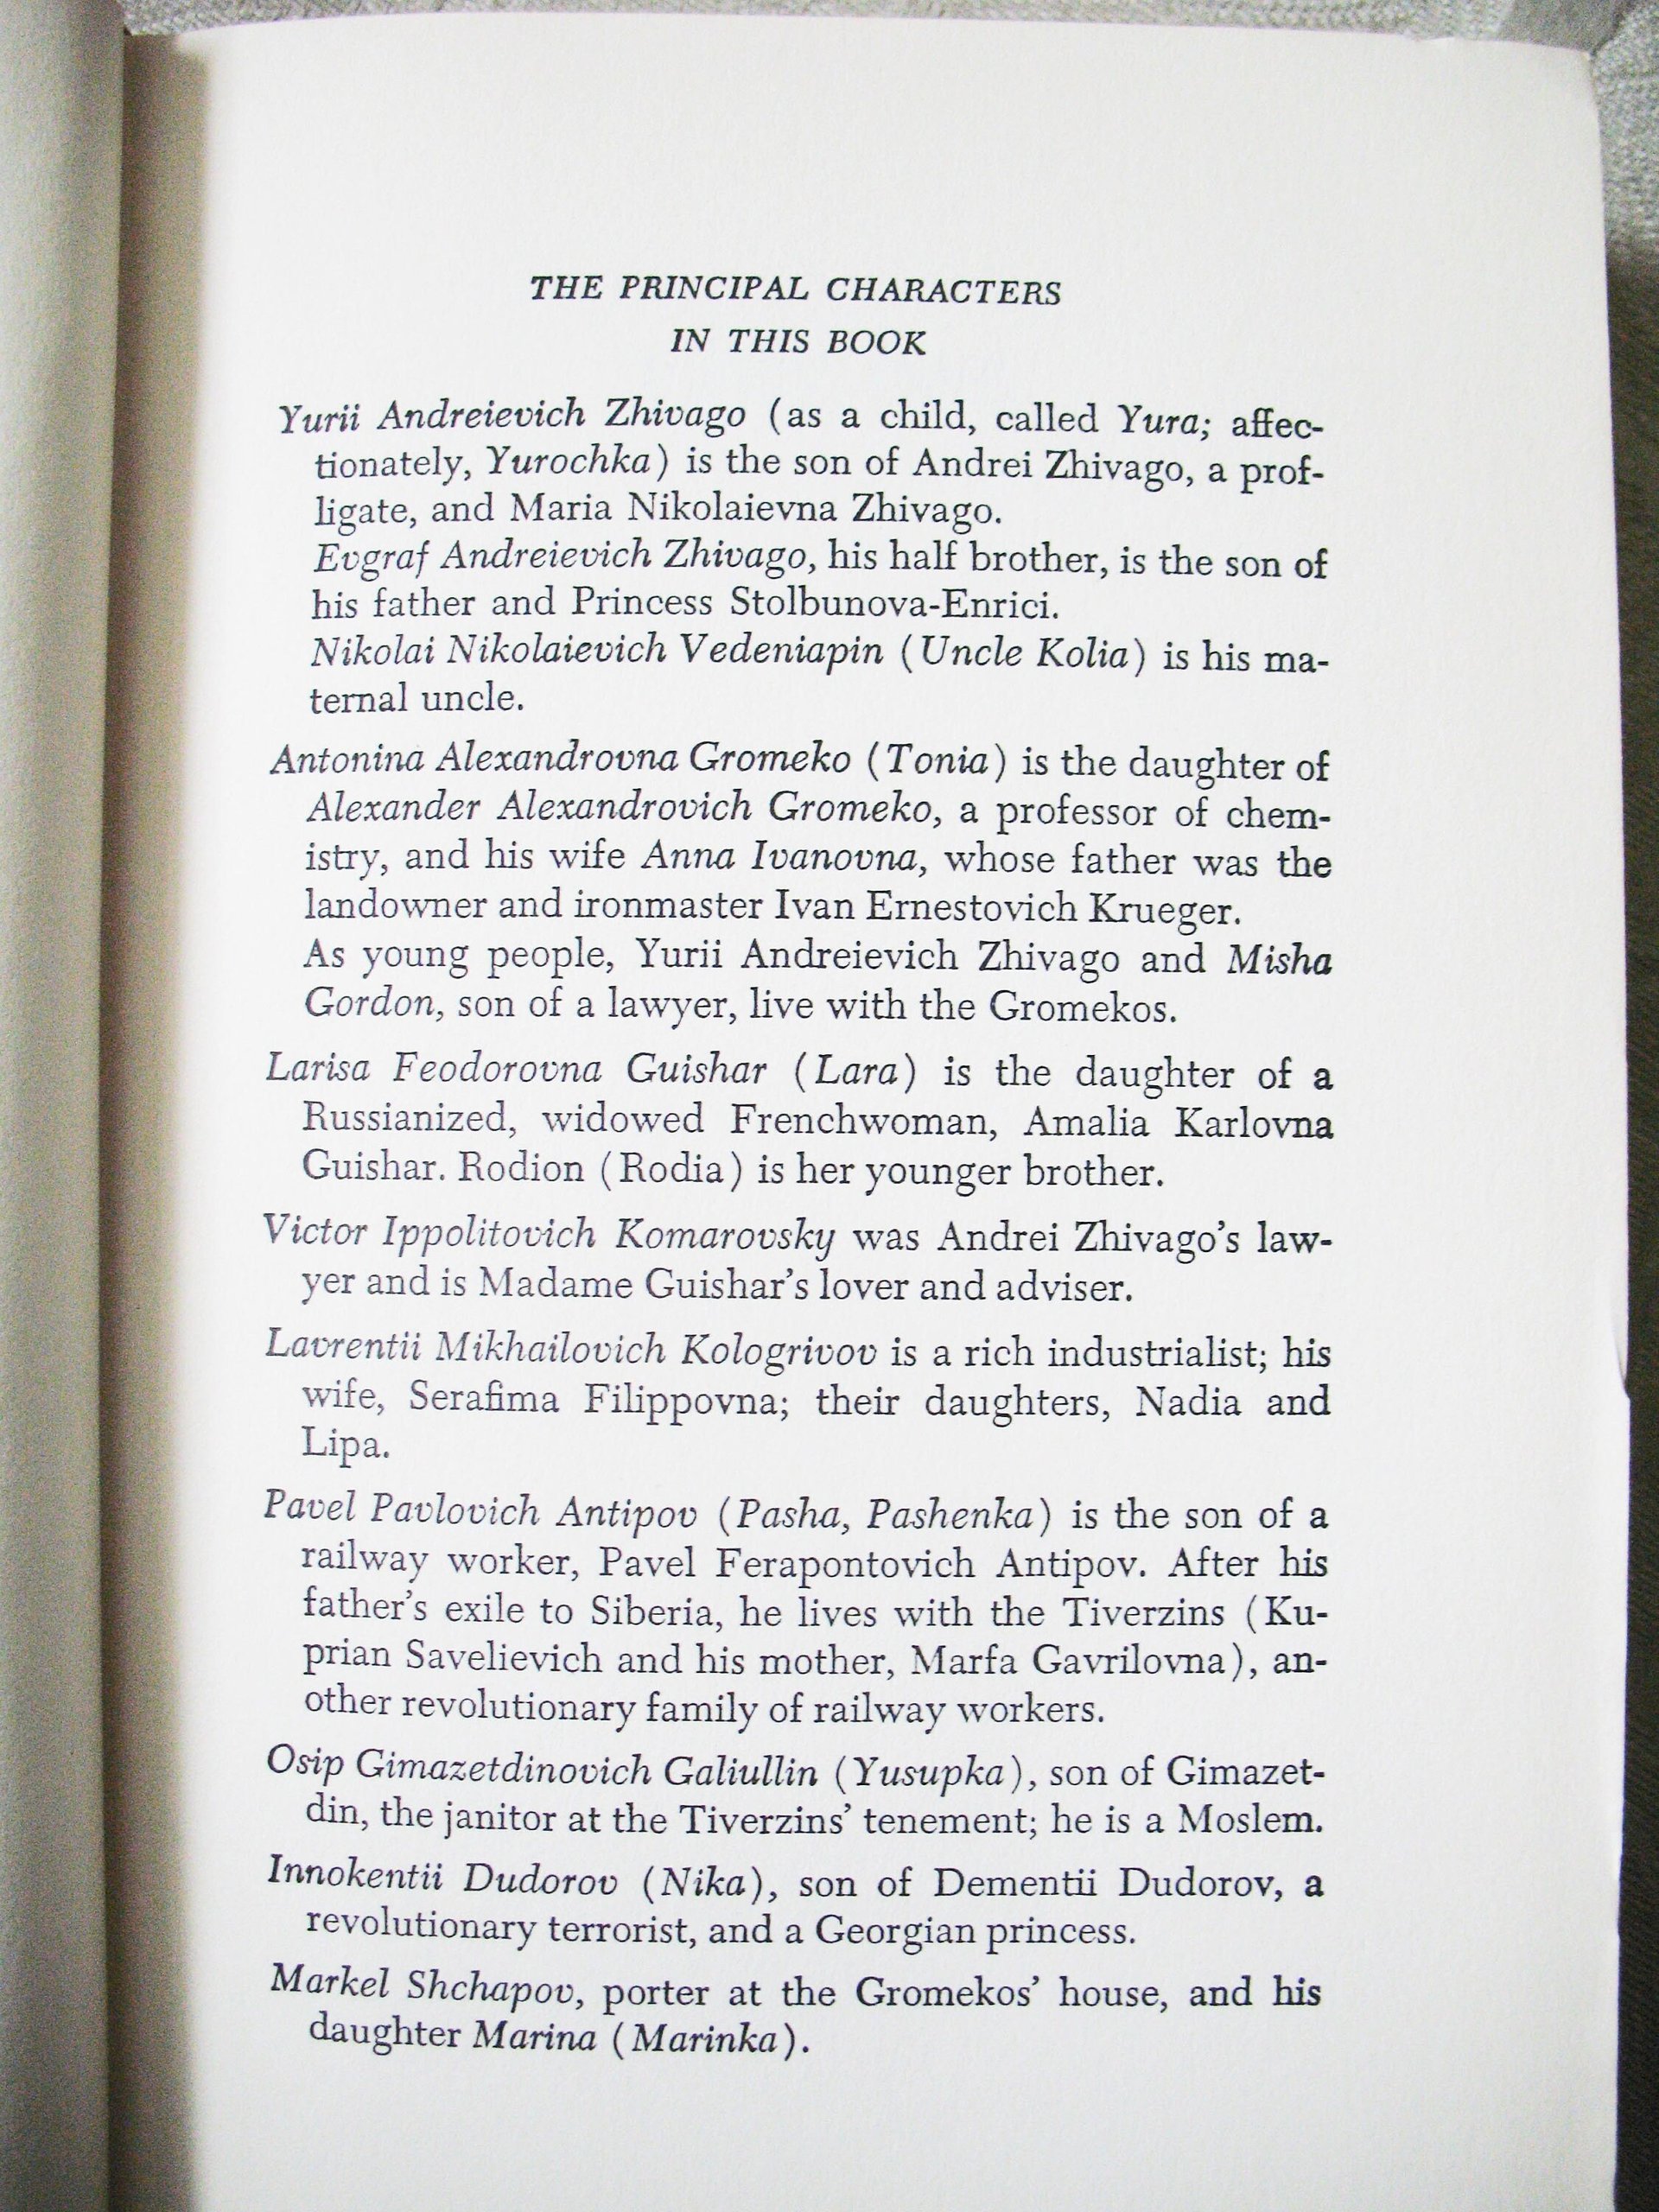 THE PRINCIPAL CHARACTERS
IN THIS BOOK
Yurii Andreievich Zhivago (as a child, called Yura; affec-
tionately, Yurochka) is the son of Andrei Zhivago, a prof-
ligate, and Maria Nikolaievna Zhivago.
Evgraf Andreievich Zhivago, his half brother, is the son of
his father and Princess Stolbunova-Enrici.
Nikolai Nikolaievich Vedeniapin (Uncle Kolia) is his ma-
ternal uncle.
Antonina Alexandrovna Gromeko (Tonia) is the daughter of
Alexander Alexandrovich Gromeko, a professor of chem-
istry, and his wife Anna Ivanovna, whose father was the
landowner and ironmaster Ivan Ernestovich Krueger.
As young people, Yurii Andreievich Zhivago and Misha
Gordon, son of a lawyer, live with the Gromekos.
Larisa Feodorovna Guishar (Lara) is the daughter of a
Russianized, widowed Frenchwoman, Amalia Karlovna
Guishar. Rodion (Rodia) is her younger brother.
Victor Ippolitovich Komarovsky was Andrei Zhivago's law-
yer and is Madame Guishar's lover and adviser.
Lavrentii Mikhailovich Kologrivov is a rich industrialist; his
wife, Serafima Filippovna; their daughters, Nadia and
Lipa.
Pavel Pavlovich Antipov (Pasha, Pashenka) is the son of a
railway worker, Pavel Ferapontovich Antipov. After his
father's exile to Siberia, he lives with the Tiverzins (Ku-
prian Savelievich and his mother, Marfa Gavrilovna), an-
other revolutionary family of railway workers.
Osip Gimazetdinovich Galiullin (Yusupka), son of Gimazet-
din, the janitor at the Tiverzins' tenement; he is a Moslem.
Innokentii Dudorov (Nika), son of Dementii Dudorov, a
revolutionary terrorist, and a Georgian princess.
Markel Shchapov, porter at the Gromekos' house, and his
daughter Marina (Marinka).